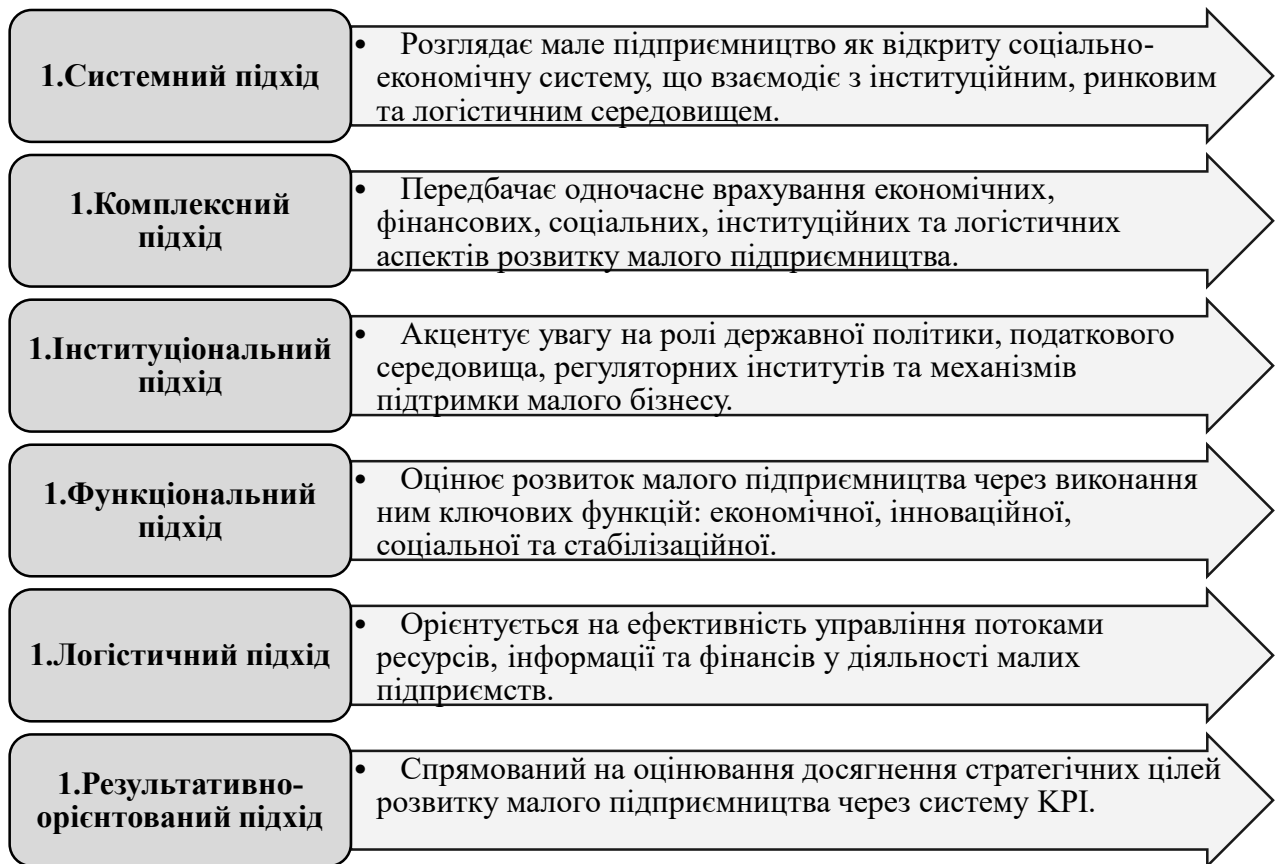 1.Системний підхід
• Розглядає мале підприємництво як відкриту соціально-
економічну систему, що взаємодіє з інституційним, ринковим
та логістичним середовищем.
1.Комплексний
підхід
• Передбачає одночасне врахування економічних,
фінансових, соціальних, інституційних та логістичних
аспектів розвитку малого підприємництва.
1.Інституціональний
підхід
• Акцентує увагу на ролі державної політики, податкового
середовища, регуляторних інститутів та механізмів
підтримки малого бізнесу.
1.Функціональний
підхід
• Оцінює розвиток малого підприємництва через виконання
ним ключових функцій: економічної, інноваційної,
соціальної та стабілізаційної.
1.Логістичний підхід
• Орієнтується на ефективність управління потоками
ресурсів, інформації та фінансів у діяльності малих
підприємств.
1.Результативно-
орієнтований підхід
• Спрямований на оцінювання досягнення стратегічних цілей
розвитку малого підприємництва через систему KPI.